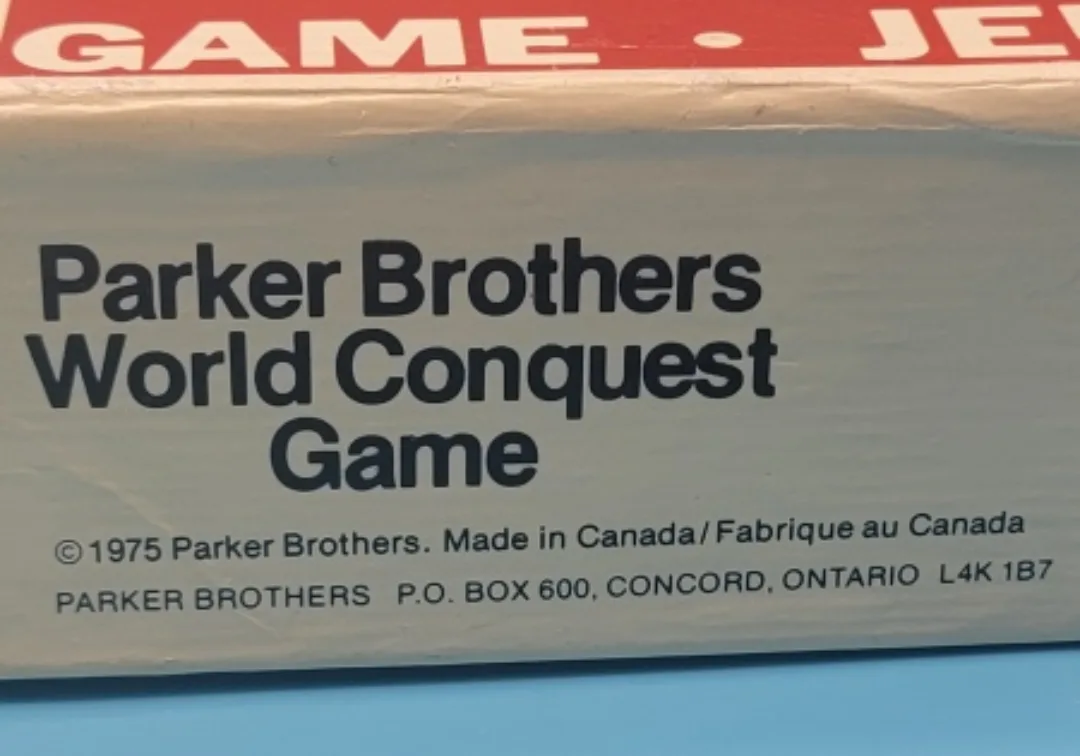 GAME • JE
Parker Brothers
World Conquest
Game
©1975 Parker Brothers. Made in Canada/Fabrique au Canada
PARKER BROTHERS P.O. BOX 600, CONCORD, ONTARIO L4K 1B7